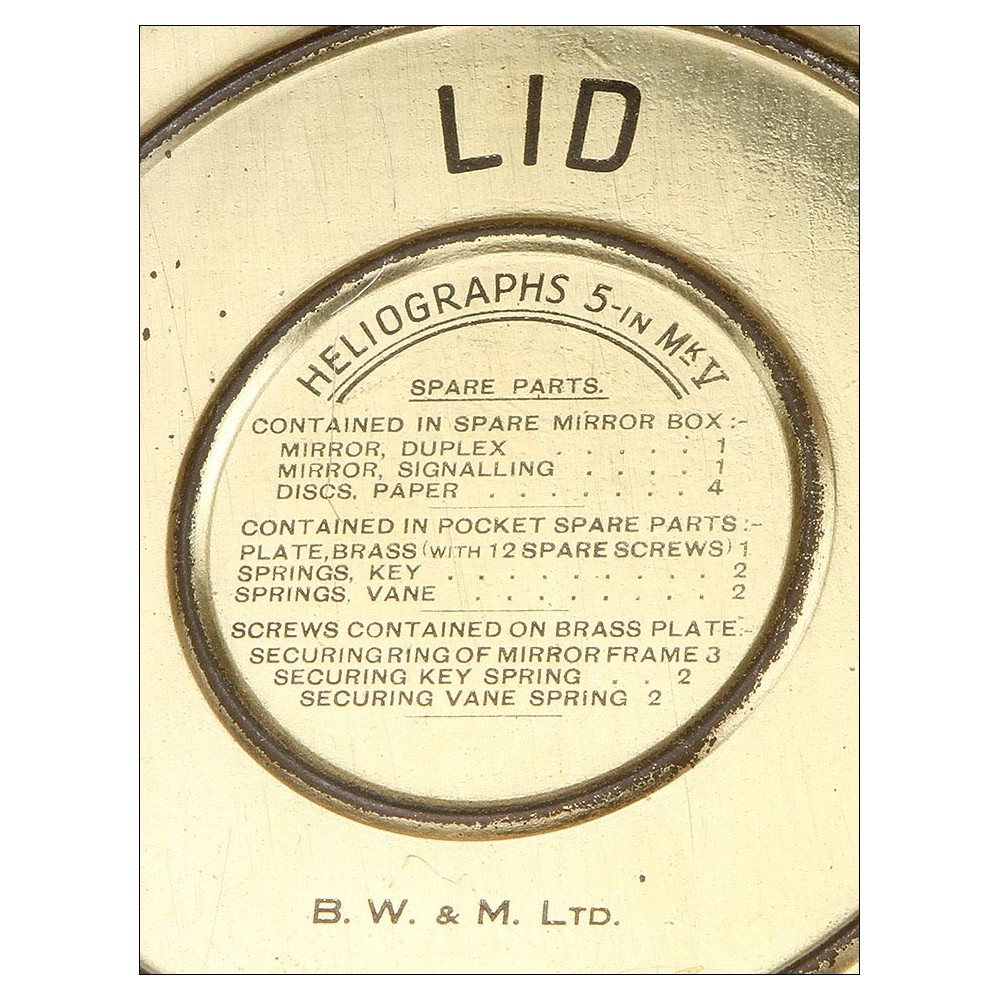 LID
HELIOGRAPHS 5-IN MK V
SPARE PARTS.
CONTAINED IN SPARE MIRROR BOX:-
MIRROR, DUPLEX . . . . . . 1
MIRROR, SIGNALLING . . . . 1
DISCS, PAPER . . . . . . . 4
CONTAINED IN POCKET SPARE PARTS:-
PLATE, BRASS (WITH 12 SPARE SCREWS) 1
SPRINGS, KEY . . . . . . . . . 2
SPRINGS, VANE . . . . . . . . 2
SCREWS CONTAINED ON BRASS PLATE:-
SECURING RING OF MIRROR FRAME 3
SECURING KEY SPRING . . 2
SECURING VANE SPRING 2
B. W. & M. LTD.